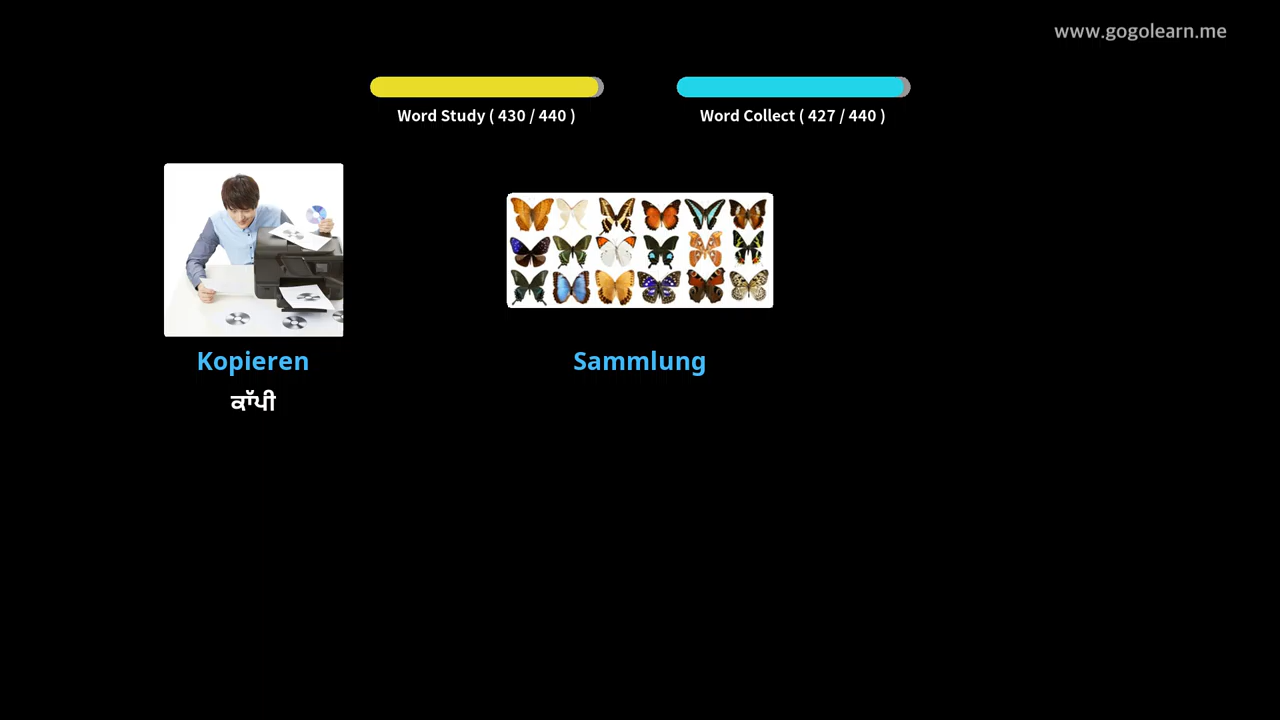 www.gogolearn.me
Word Study ( 430 / 440 )
Word Collect ( 427 / 440 )
Kopieren
Sammlung
ਕਾੱਪੀ